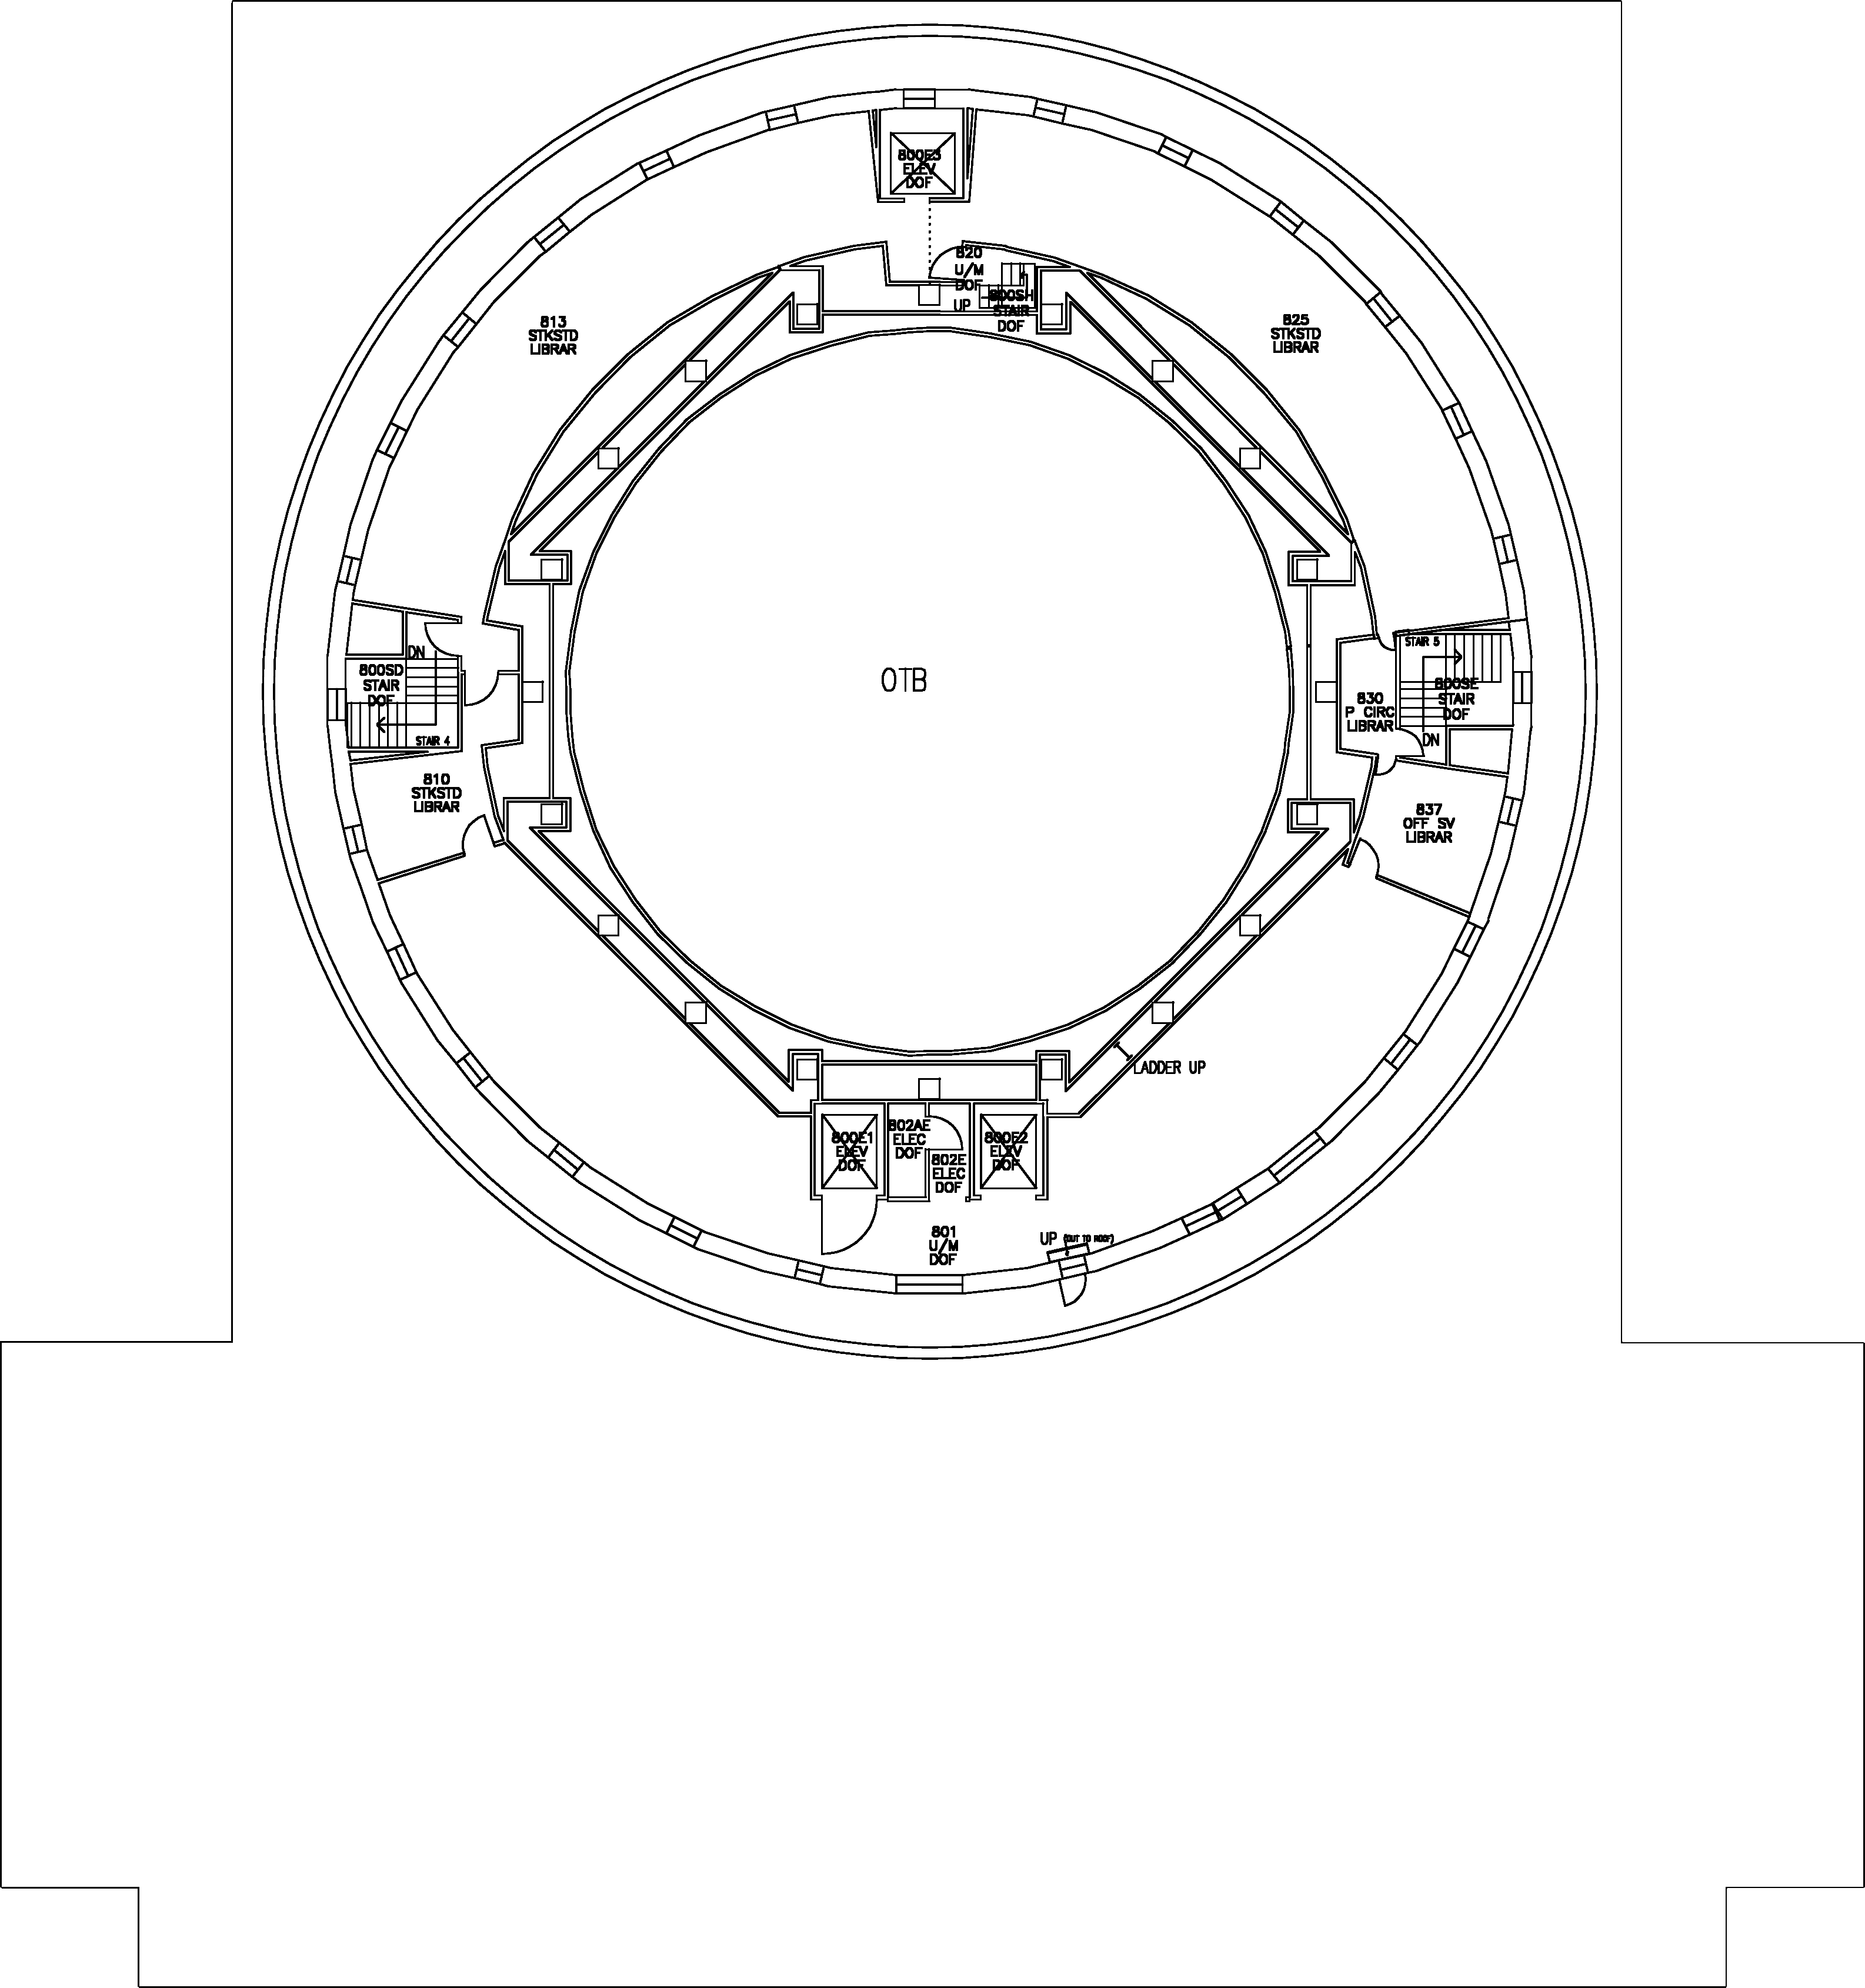 800E3
ELEV
DOF
820
U/M
DOF
UP
800SH
STAIR
DOF
813
STKSTD
LIBRAR
825
STKSTD
LIBRAR
DN
800SD
STAIR
DOF
STAIR 4
OTB
STAIR 5
800SE
STAIR
DOF
830
P CIRC
LIBRAR
DN
810
STKSTD
LIBRAR
837
OFF SV
LIBRAR
LADDER UP
800E1
ELEV
DOF
802AE
ELEC
DOF
802E
ELEC
DOF
800E2
ELEV
DOF
801
U/M
DOF
UP (OUT TO ROOF)